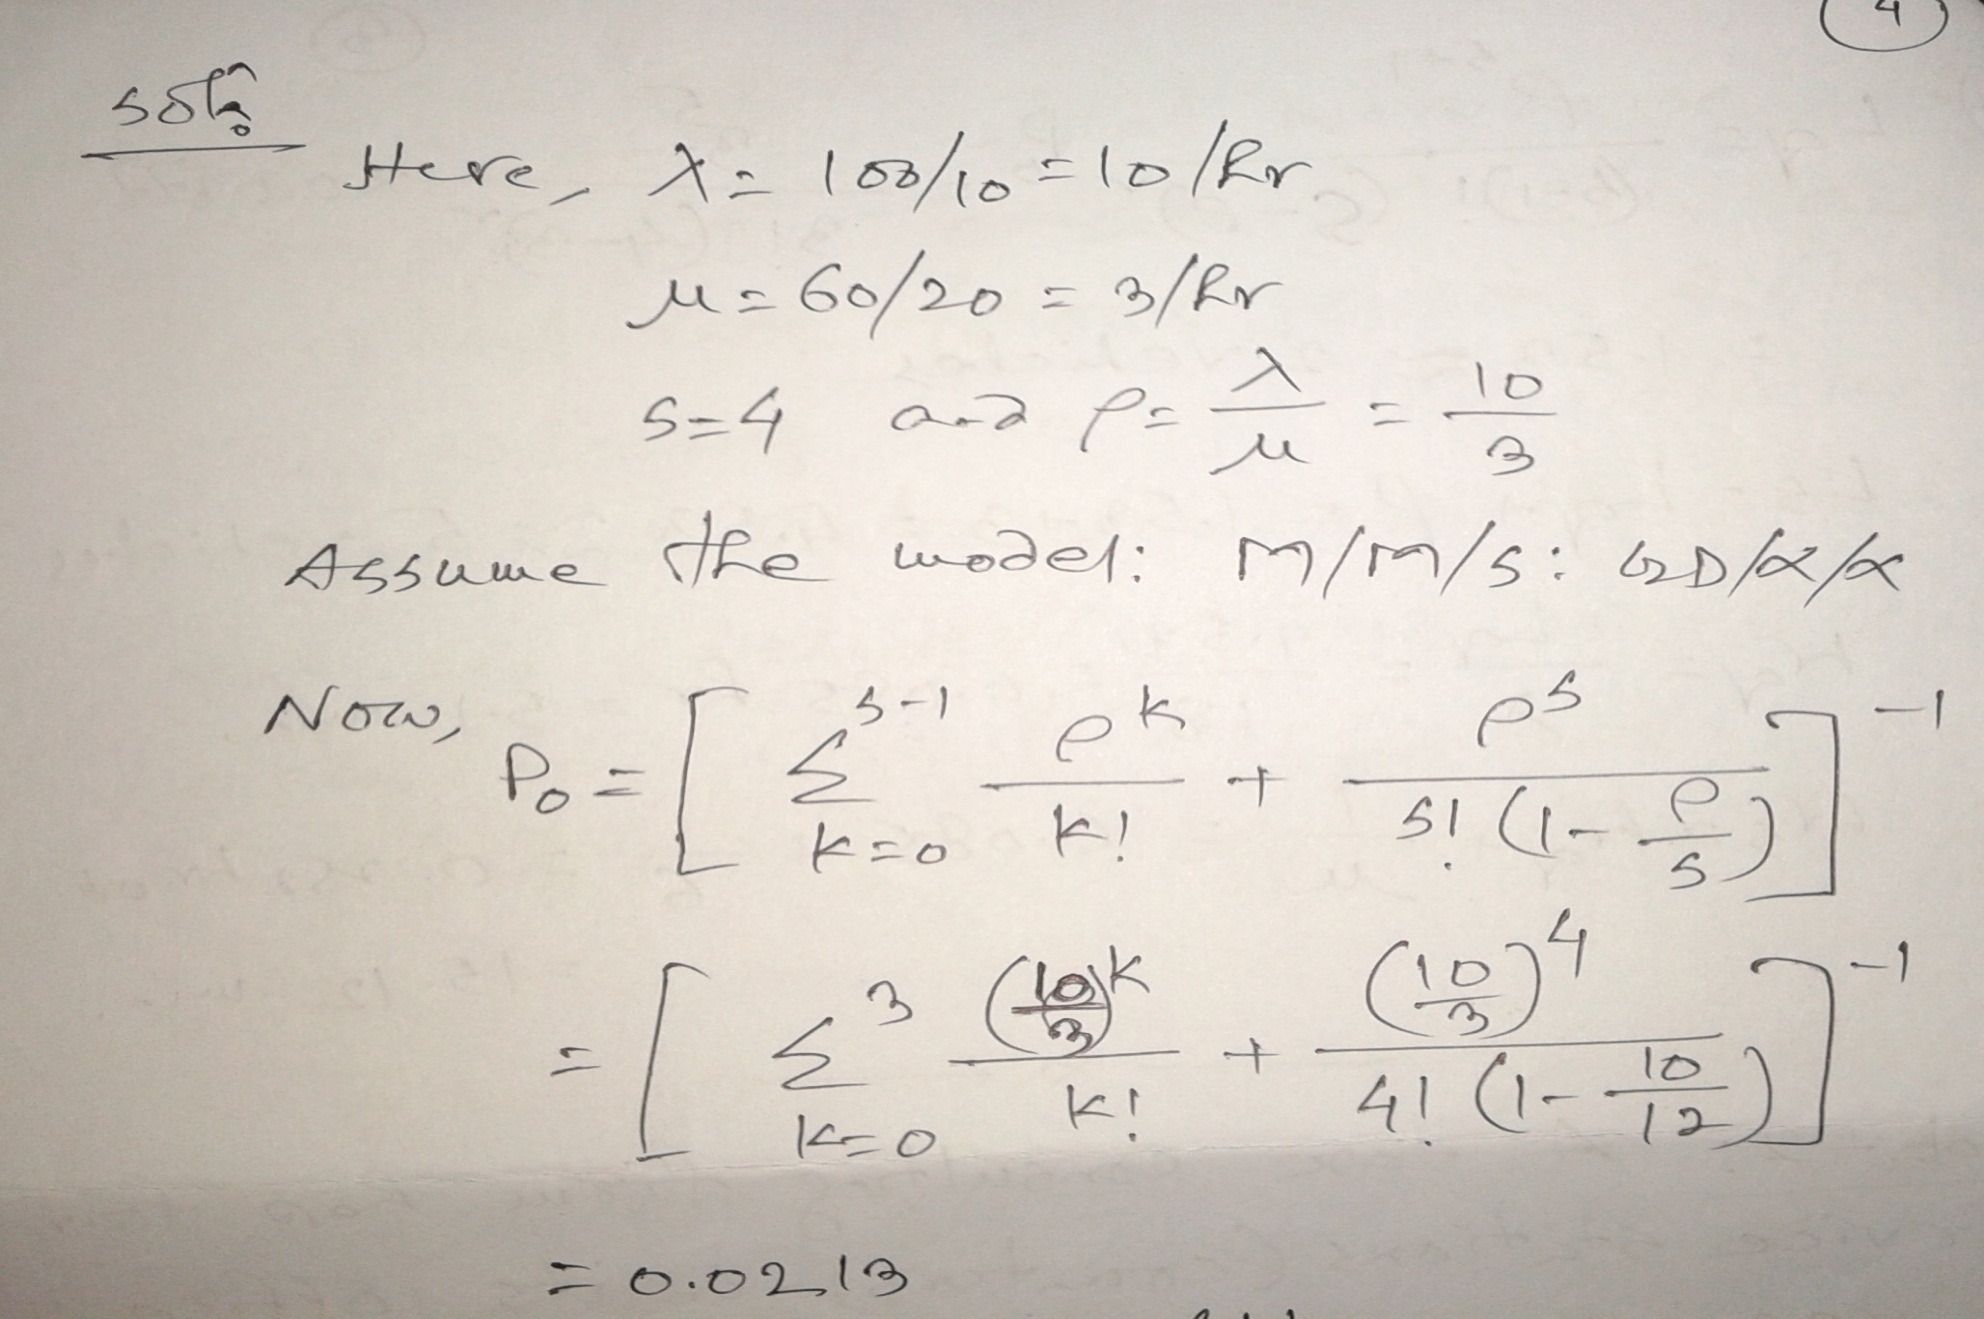 4
Soln:
Here, λ = 100/10 = 10/hr
μ = 60/20 = 3/hr
s=4 and ρ = λ/μ = 10/3
Assume the model: M/M/s: GD/∝/∝
Now, P₀ = [ Σ_{k=0}^{s-1} ρ^k / k! + ρ^s / (s! (1 - ρ/s)) ]^{-1}
= [ Σ_{k=0}^{3} (10/3)^k / k! + (10/3)^4 / (4! (1 - 10/12)) ]^{-1}
= 0.0213